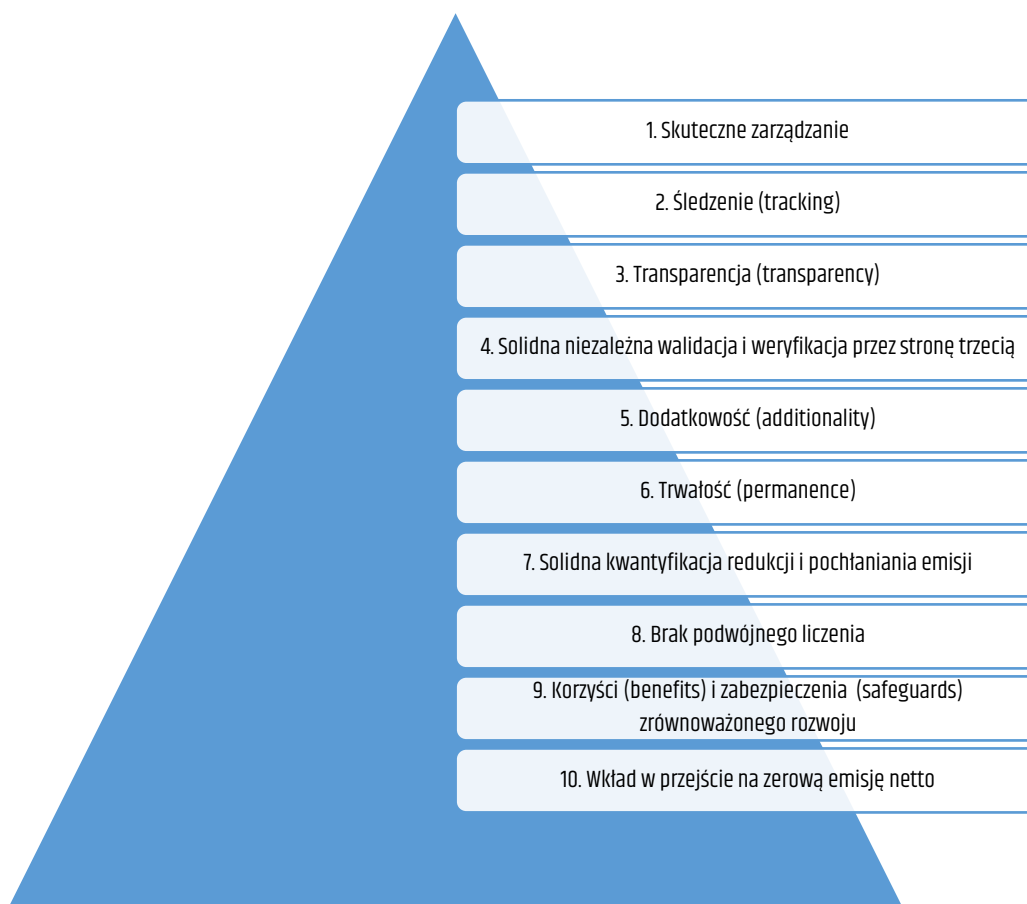 1. Skuteczne zarządzanie
2. Śledzenie (tracking)
3. Transparencja (transparency)
4. Solidna niezależna walidacja i weryfikacja przez stronę trzecią
5. Dodatkowość (additionality)
6. Trwałość (permanence)
7. Solidna kwantyfikacja redukcji i pochłaniania emisji
8. Brak podwójnego liczenia
9. Korzyści (benefits) i zabezpieczenia (safeguards)
zrównoważonego rozwoju
10. Wkład w przejście na zerową emisję netto